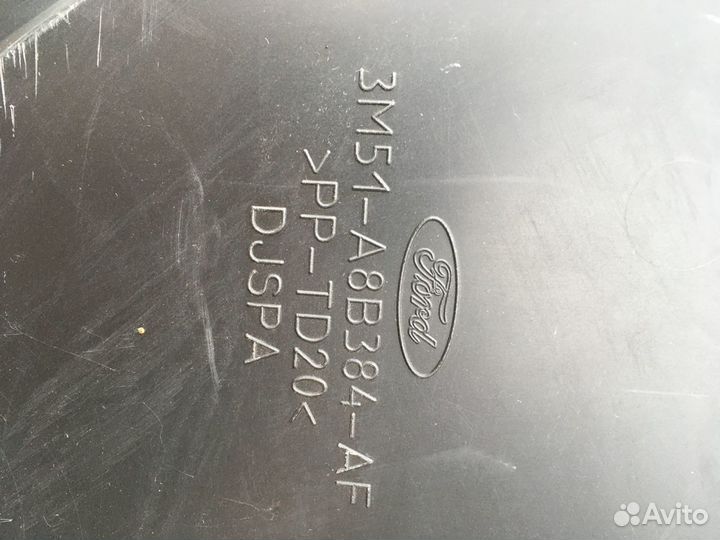 Ford
3M51-A8B384-AF
>PP-TD20<
DJSPA
Avito